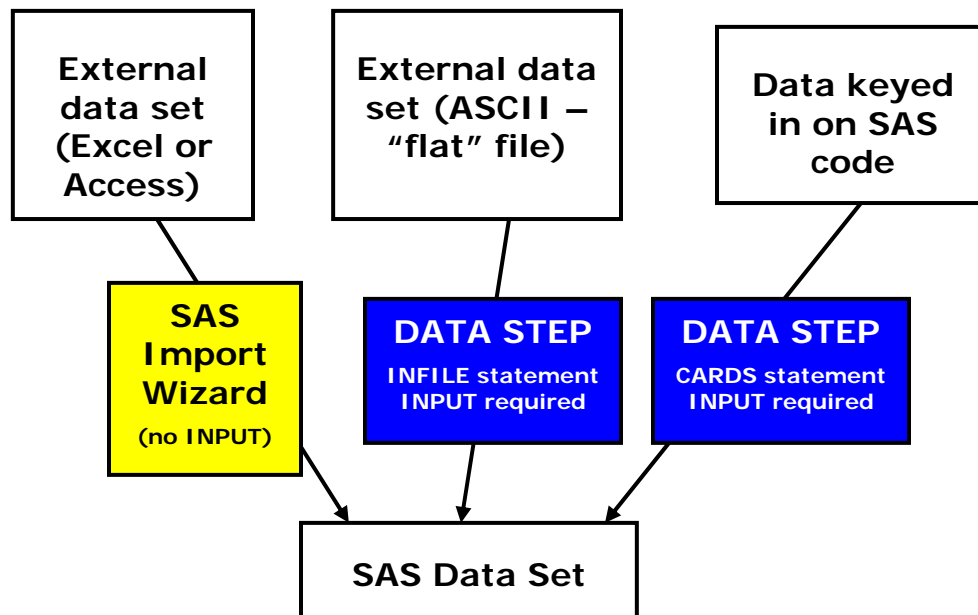 External
data set
(Excel or
Access)
External data
set (ASCII –
“flat” file)
Data keyed
in on SAS
code
SAS
Import
Wizard
(no INPUT)
DATA STEP
INFILE statement
INPUT required
DATA STEP
CARDS statement
INPUT required
SAS Data Set